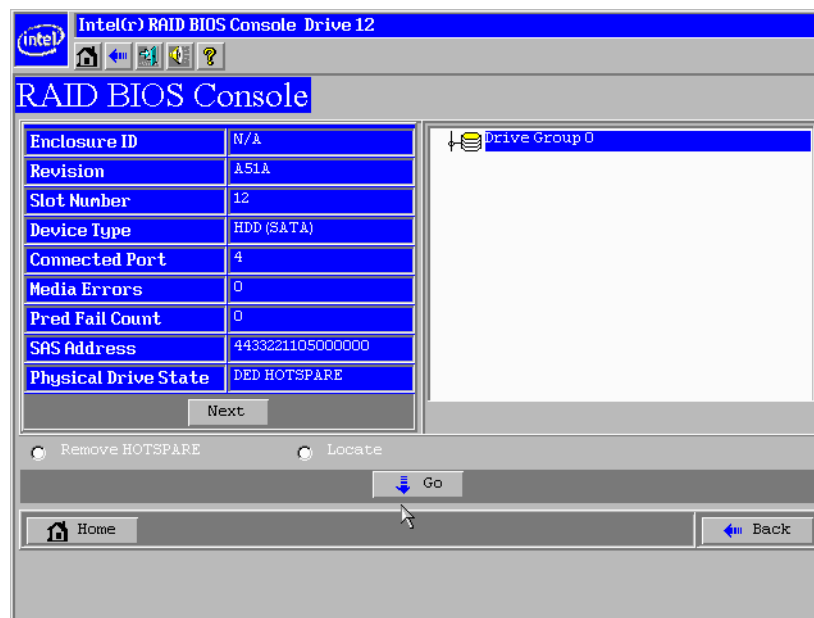 intel
Intel(r) RAID BIOS Console Drive 12
?
RAID BIOS Console
Enclosure ID N/A
Revision A51A
Slot Number 12
Device Type HDD (SATA)
Connected Port 4
Media Errors 0
Pred Fail Count 0
SAS Address 4433221105000000
Physical Drive State DED HOTSPARE
Next
Drive Group 0
Remove HOTSPARE Locate
Go
Home Back